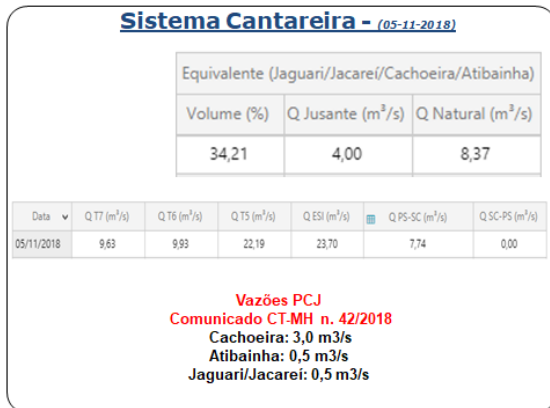 Sistema Cantareira - (05-11-2018)
Equivalente (Jaguari/Jacareí/Cachoeira/Atibainha)
Volume (%) Q Jusante (m³/s) Q Natural (m³/s)
34,21 4,00 8,37
Data Q T7 (m³/s) Q T6 (m³/s) Q T5 (m³/s) Q ESI (m³/s) Q PS-SC (m³/s) Q SC-PS (m³/s)
05/11/2018 9,63 9,93 22,19 23,70 7,74 0,00
Vazões PCJ
Comunicado CT-MH n. 42/2018
Cachoeira: 3,0 m3/s
Atibainha: 0,5 m3/s
Jaguari/Jacareí: 0,5 m3/s